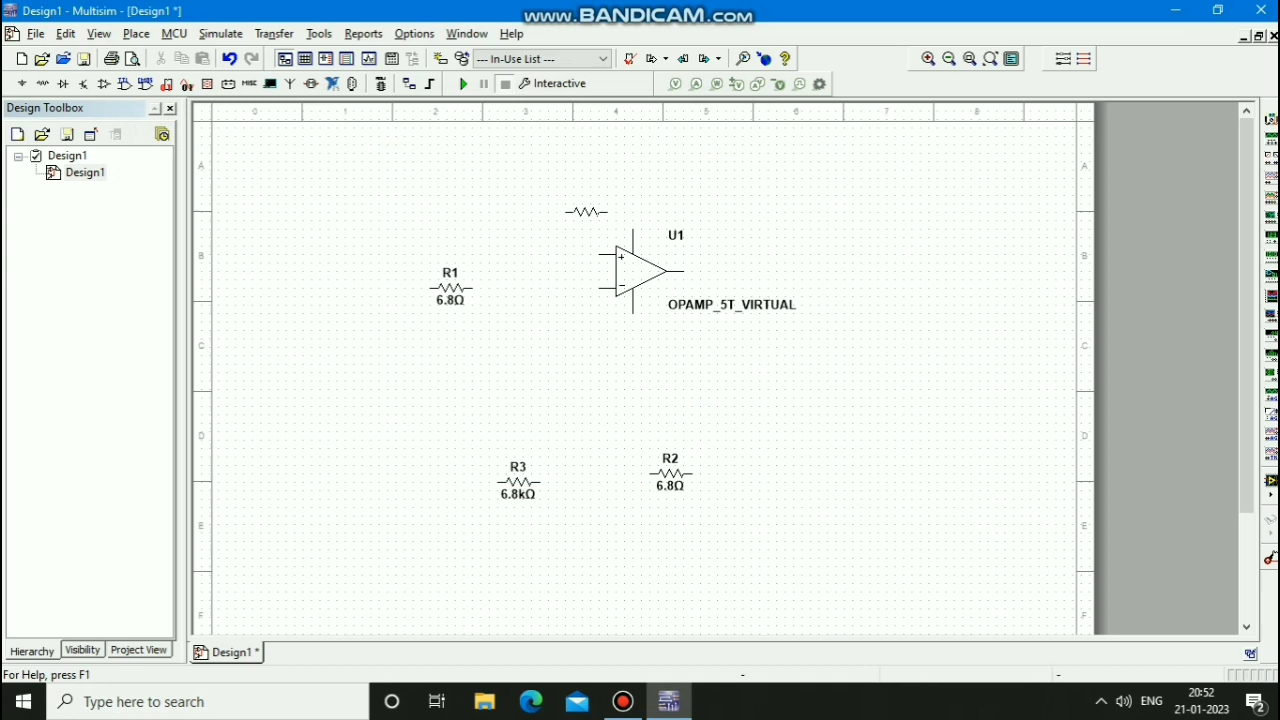 Design1 - Multisim - [Design1 *]
www.BANDICAM.com
File Edit View Place MCU Simulate Transfer Tools Reports Options Window Help
--- In-Use List ---
MISC
Interactive
Design Toolbox
0 1 2 3 4 5 6 7 8
Design1
Design1
A A
B B
C C
D D
E E
F F
U1
+
−
OPAMP_5T_VIRTUAL
R1
6.8Ω
R3
6.8kΩ
R2
6.8Ω
Hierarchy Visibility Project View
Design1 *
For Help, press F1
Type here to search
ENG
20:52
21-01-2023
2